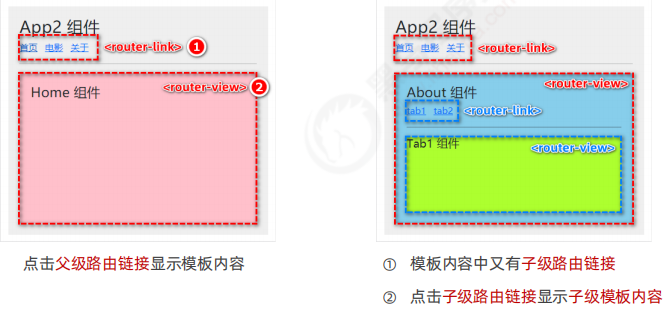 App2 组件
首页 电影 关于 <router-link> 1
<router-view> 2
Home 组件
点击父级路由链接显示模板内容
App2 组件
首页 电影 关于 <router-link>
<router-view>
About 组件
tab1 tab2 <router-link>
Tab1 组件
<router-view>
① 模板内容中又有子级路由链接
② 点击子级路由链接显示子级模板内容